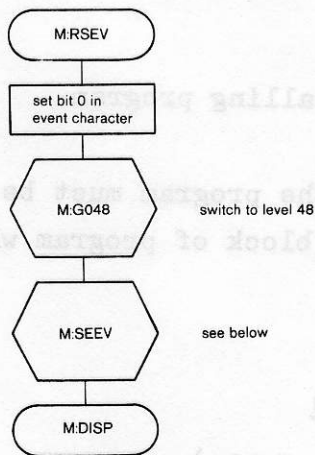 M:RSEV
set bit 0 in
event character
M:G048
switch to level 48
M:SEEV
see below
M:DISP